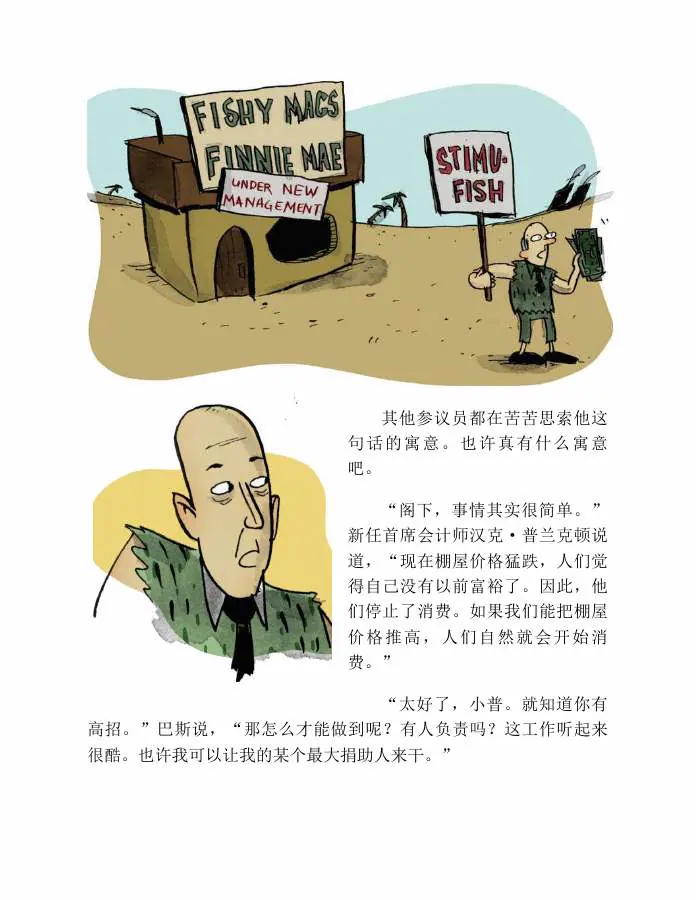 FISHY MACS
FINNIE MAE
UNDER NEW
MANAGEMENT
STIMU-
FISH
其他参议员都在苦苦思索他这
句话的寓意。也许真有什么寓意
吧。
“阁下，事情其实很简单。”
新任首席会计师汉克·普兰克顿说
道，“现在棚屋价格猛跌，人们觉
得自己没有以前富裕了。因此，他
们停止了消费。如果我们能把棚屋
价格推高，人们自然就会开始消
费。”
“太好了，小普。就知道你有
高招。”巴斯说，“那怎么才能做到呢？有人负责吗？这工作听起来
很酷。也许我可以让我的某个最大捐助人来干。”